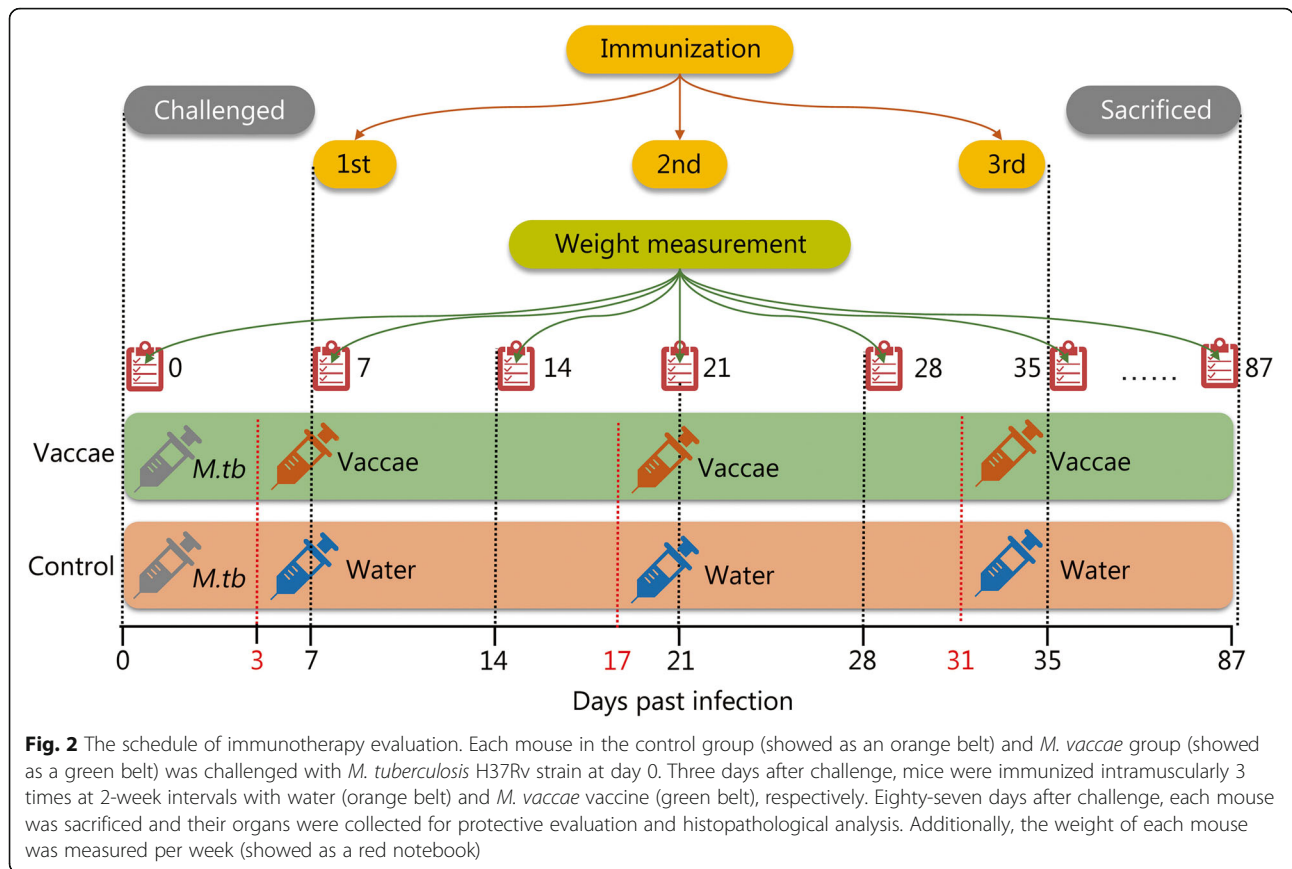 Immunization
Challenged
Sacrificed
1st
2nd
3rd
Weight measurement
0
7
14
21
28
35
......
87
Vaccae
M.tb
Vaccae
Vaccae
Vaccae
Control
M.tb
Water
Water
Water
0
3
7
14
17
21
28
31
35
87
Days past infection
Fig. 2 The schedule of immunotherapy evaluation. Each mouse in the control group (showed as an orange belt) and M. vaccae group (showed
as a green belt) was challenged with M. tuberculosis H37Rv strain at day 0. Three days after challenge, mice were immunized intramuscularly 3
times at 2-week intervals with water (orange belt) and M. vaccae vaccine (green belt), respectively. Eighty-seven days after challenge, each mouse
was sacrificed and their organs were collected for protective evaluation and histopathological analysis. Additionally, the weight of each mouse
was measured per week (showed as a red notebook)